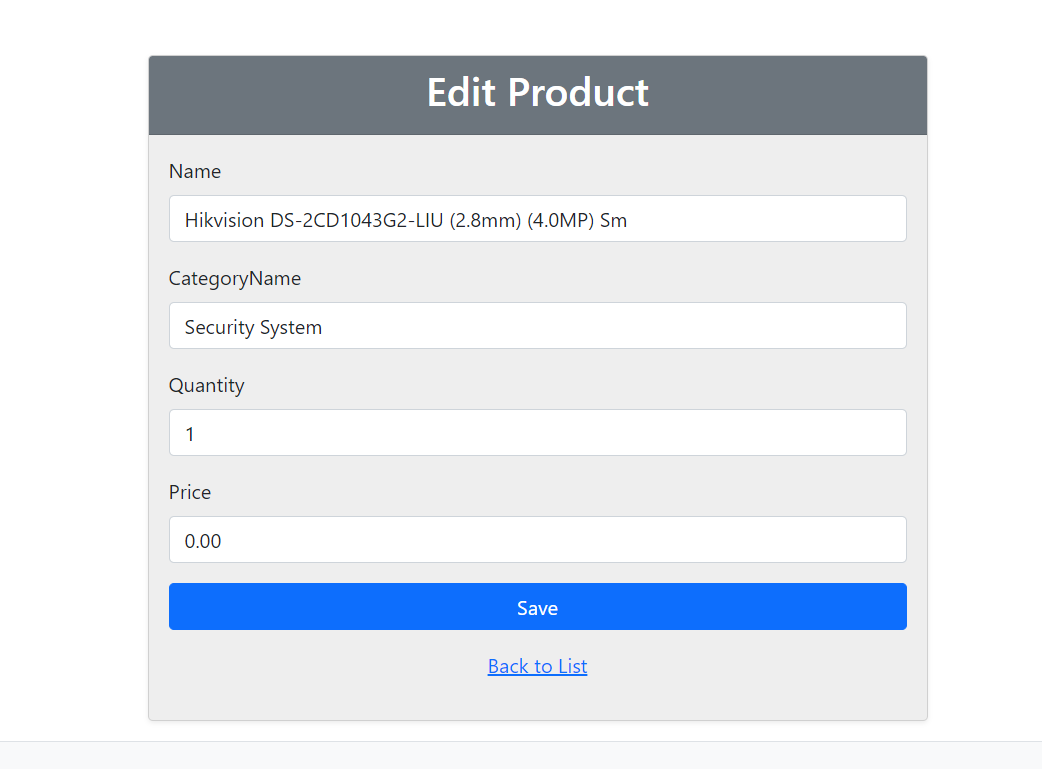 Edit Product
Name
Hikvision DS-2CD1043G2-LIU (2.8mm) (4.0MP) Sm
CategoryName
Security System
Quantity
1
Price
0.00
Save
Back to List